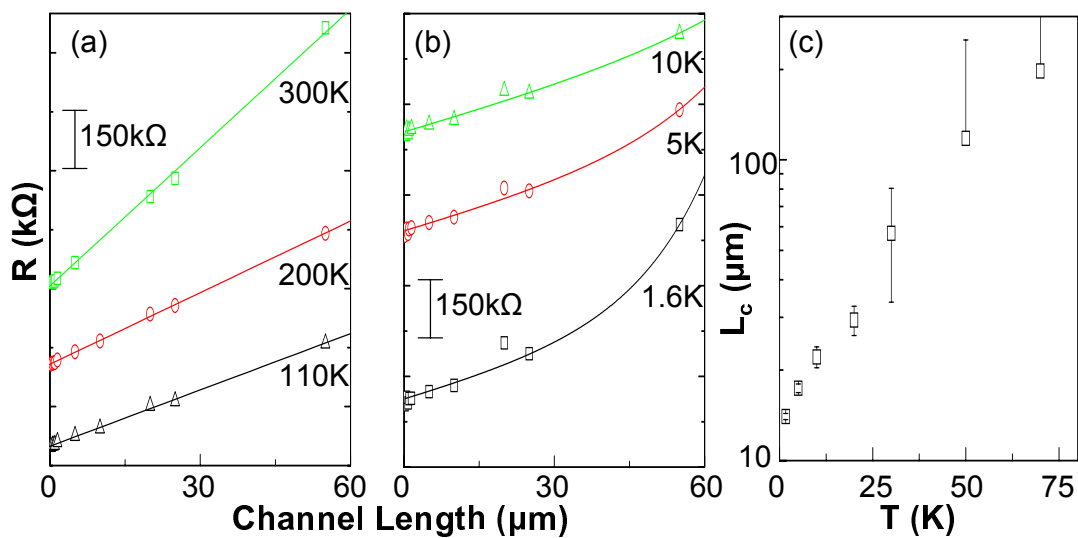 (a)
300K
150kΩ
200K
110K
R (kΩ)
0
30
60
(b)
10K
5K
1.6K
150kΩ
0
30
60
Channel Length (μm)
(c)
100
10
L_c (μm)
0
25
50
75
T (K)